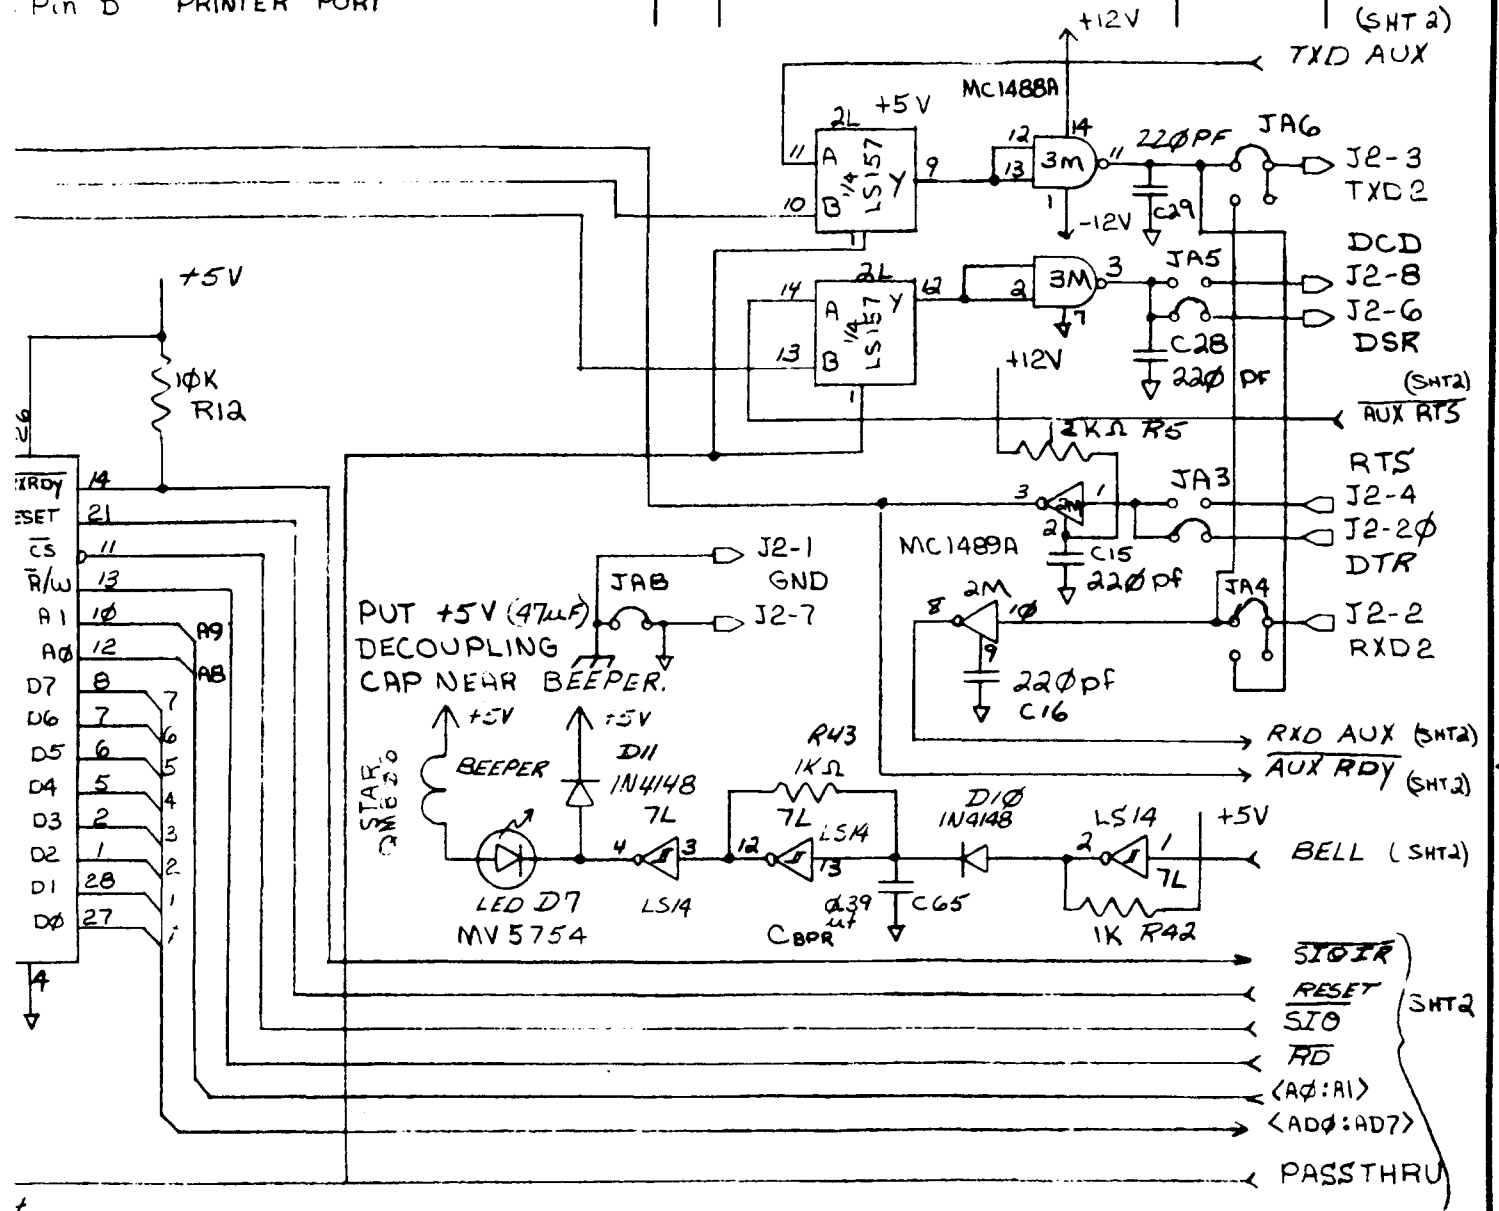 Pin D PRINTER PORT
(SHT 2)
TXD AUX
+12V
MC1488A
+5V
2L
11 A
1/4 LS157
Y 9
10 B
1
12
13
3M
14
11
1
-12V
220PF
C29
JA6
J2-3
TXD2
DCD
J2-8
J2-6
DSR
JA5
2L
14 A
1/4 LS157
Y 12
13 B
1
2
3M
3
7
C28
220 pf
+12V
(SHT2)
AUX RTS
2KΩ R5
RTS
J2-4
J2-20
DTR
JA3
3
2M
1
2
MC1489A
C15
220pf
2M
8
10
9
220pf
C16
JA4
J2-2
RXD2
+5V
10K
R12
14
RESET 21
CS 11
R/W 13
A1 10 A9
A0 12 A8
D7 8 7
D6 7 6
D5 6 5
D4 5 4
D3 2 3
D2 1 2
D1 28 1
D0 27
4
J2-1
GND
JA8
J2-7
PUT +5V (47uF)
DECOUPLING
CAP NEAR BEEPER.
+5V
+5V
STAR
BEEPER
D11
1N4148
R43
1KΩ
RXD AUX (SHT2)
AUX RDY (SHT2)
7L
4
3
LS14
7L
12
LS14
13
D10
1N4148
LS14
2
1
7L
+5V
BELL (SHT2)
LED D7
MV5754
CBPR
C65
1K R42
SIOIR
RESET
SIO
RD
<A0:A1>
<AD0:AD7>
SHT2
PASSTHRU